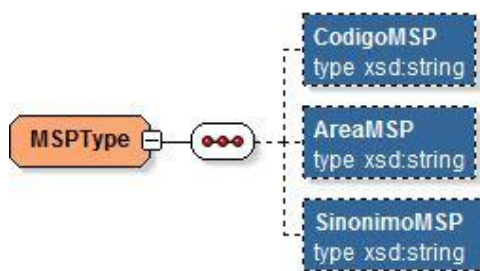 MSPType
CodigoMSP
type xsd:string
AreaMSP
type xsd:string
SinonimoMSP
type xsd:string